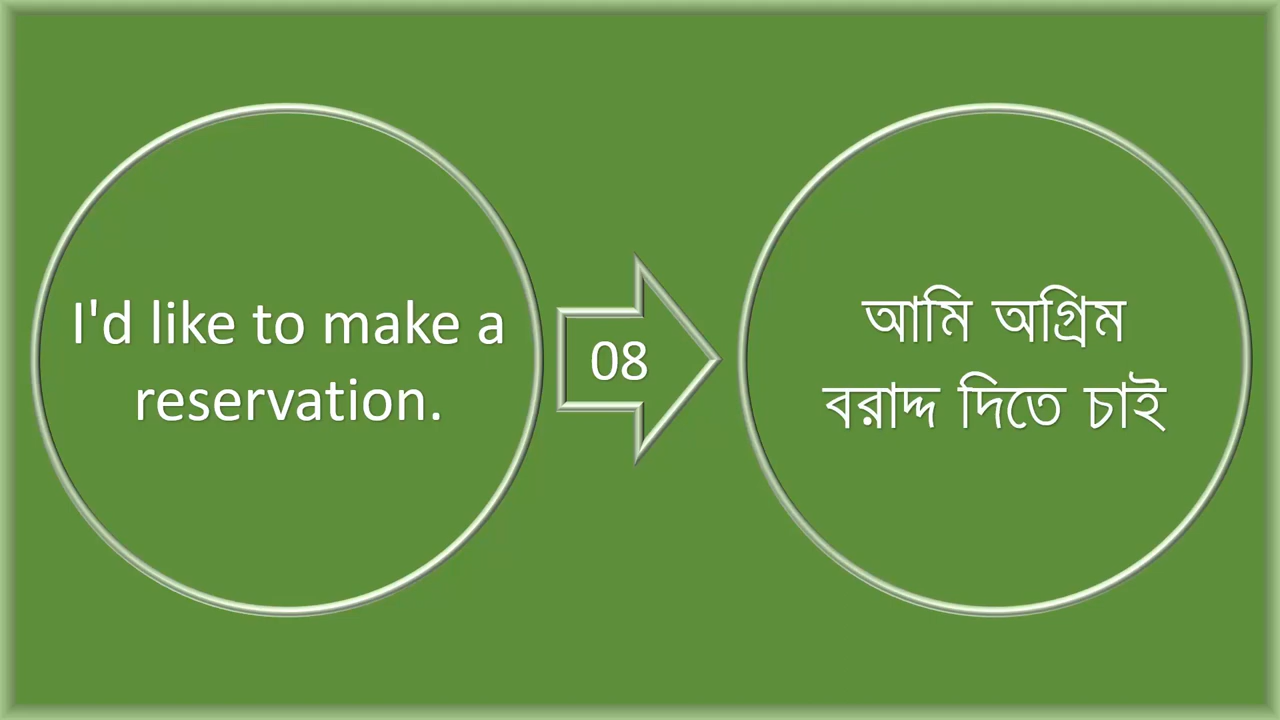 I'd like to make a
reservation.
08
আমি অগ্রিম
বরাদ্দ দিতে চাই